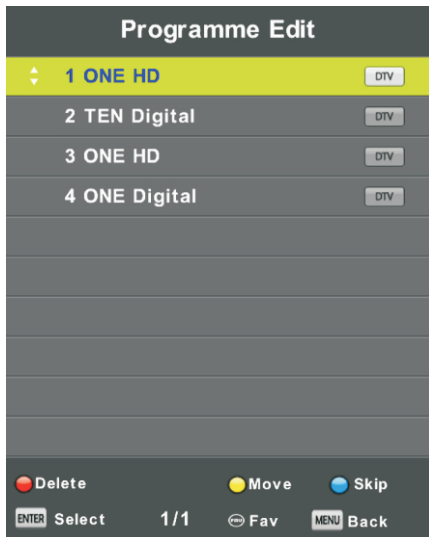 Programme Edit
1 ONE HD DTV
2 TEN Digital DTV
3 ONE HD DTV
4 ONE Digital DTV
Delete Move Skip
ENTER Select 1/1 Fav MENU Back